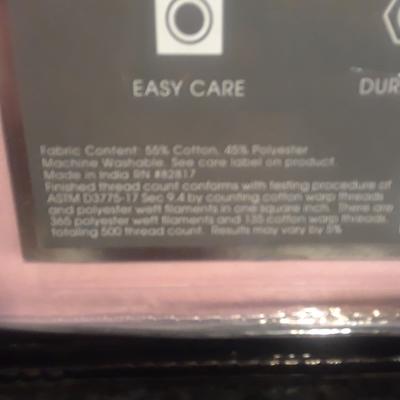 EASY CARE
DUR
Fabric Content: 55% Cotton, 45% Polyester
Machine Washable. See care label on product.
Made in India RN #82817
Finished thread count conforms with testing procedure of
ASTM D3775-17 Sec 9.4 by counting cotton warp threads
and polyester weft filaments in one square inch. There are
365 polyester weft filaments and 135 cotton warp threads,
totaling 500 thread count. Results may vary by 5%